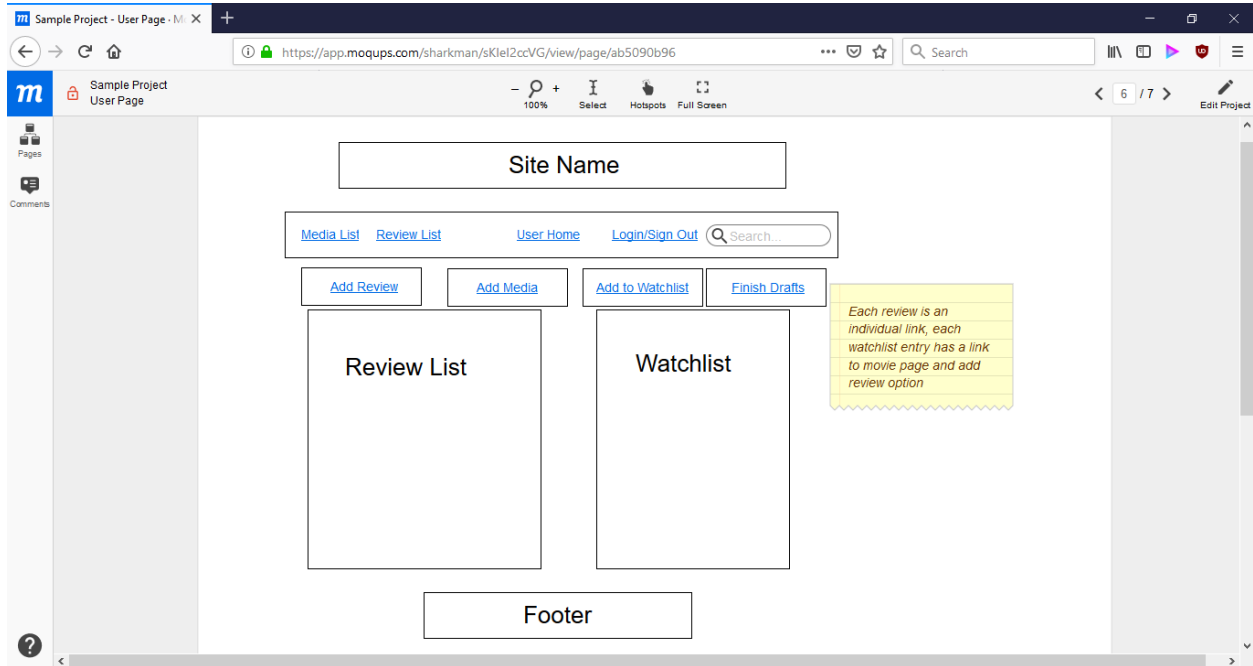 m Sample Project - User Page - M
https://app.moqups.com/sharkman/sKIeI2ccVG/view/page/ab5090b96
Search
m
Sample Project
User Page
- +
100%
Select
Hotspots
Full Screen
6 / 7
Edit Project
Pages
Comments
Site Name
Media List Review List User Home Login/Sign Out Search...
Add Review Add Media Add to Watchlist Finish Drafts
Each review is an
individual link, each
watchlist entry has a link
to movie page and add
review option
Review List
Watchlist
Footer